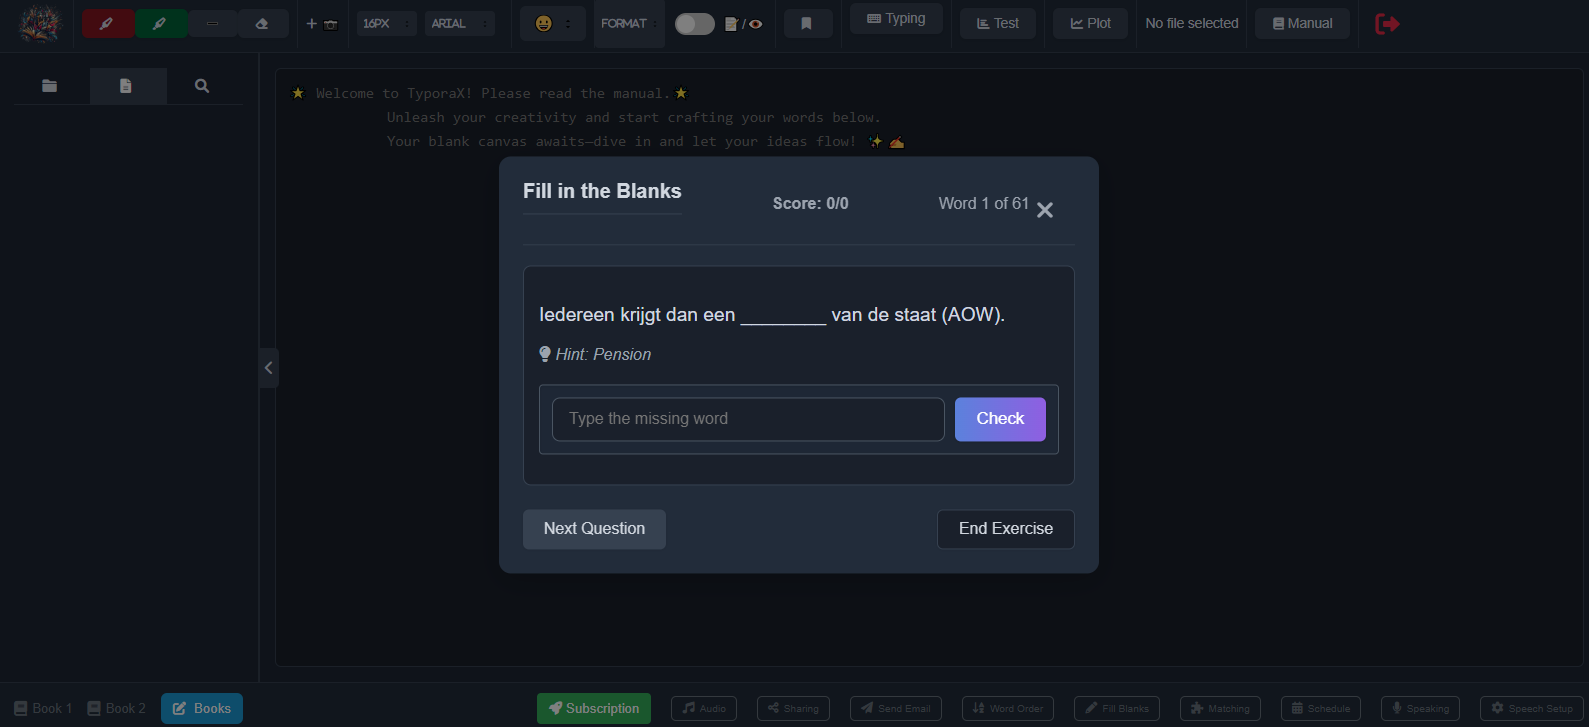 16PX
ARIAL
FORMAT
/
Typing
Test
Plot
No file selected
Manual
Welcome to TyporaX! Please read the manual.
Unleash your creativity and start crafting your words below.
Your blank canvas awaits—dive in and let your ideas flow!
Fill in the Blanks
Score: 0/0
Word 1 of 61
Iedereen krijgt dan een ________ van de staat (AOW).
Hint: Pension
Type the missing word
Check
Next Question
End Exercise
Book 1
Book 2
Books
Subscription
Audio
Sharing
Send Email
Word Order
Fill Blanks
Matching
Schedule
Speaking
Speech Setup